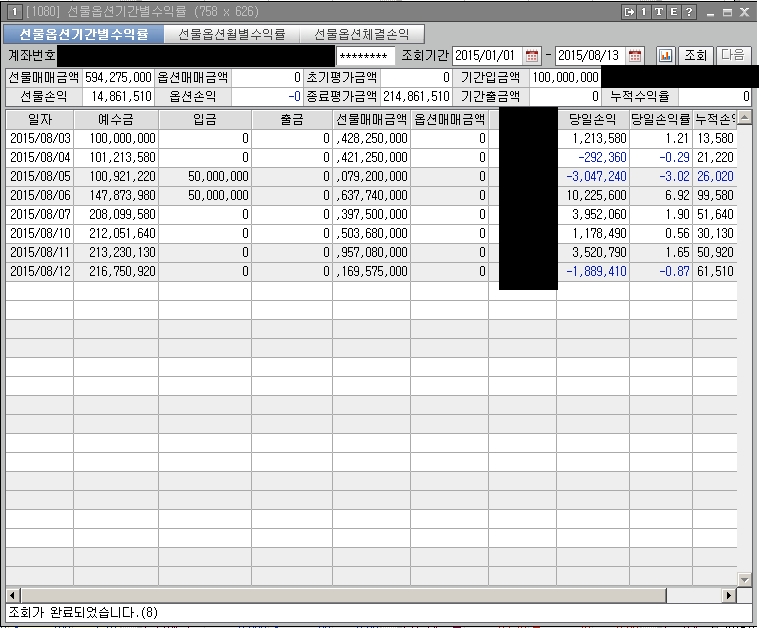 1 [1080] 선물옵션기간별수익률 (758 x 626) 1 T E ?
선물옵션기간별수익률 선물옵션월별수익률 선물옵션체결손익
계좌번호 ******** 조회기간 2015/01/01 - 2015/08/13 조회 다음
선물매매금액 594,275,000 옵션매매금액 0 초기평가금액 0 기간입금액 100,000,000
선물손익 14,861,510 옵션손익 -0 종료평가금액 214,861,510 기간출금액 0 누적수익률 0
일자 예수금 입금 출금 선물매매금액 옵션매매금액 당일손익 당일손익률 누적손익
2015/08/03 100,000,000 0 0 ,428,250,000 0 1,213,580 1.21 13,580
2015/08/04 101,213,580 0 0 ,421,250,000 0 -292,360 -0.29 21,220
2015/08/05 100,921,220 50,000,000 0 ,079,200,000 0 -3,047,240 -3.02 26,020
2015/08/06 147,873,980 50,000,000 0 ,637,740,000 0 10,225,600 6.92 99,580
2015/08/07 208,099,580 0 0 ,397,500,000 0 3,952,060 1.90 51,640
2015/08/10 212,051,640 0 0 ,503,680,000 0 1,178,490 0.56 30,130
2015/08/11 213,230,130 0 0 ,957,080,000 0 3,520,790 1.65 50,920
2015/08/12 216,750,920 0 0 ,169,575,000 0 -1,889,410 -0.87 61,510
조회가 완료되었습니다.(8)